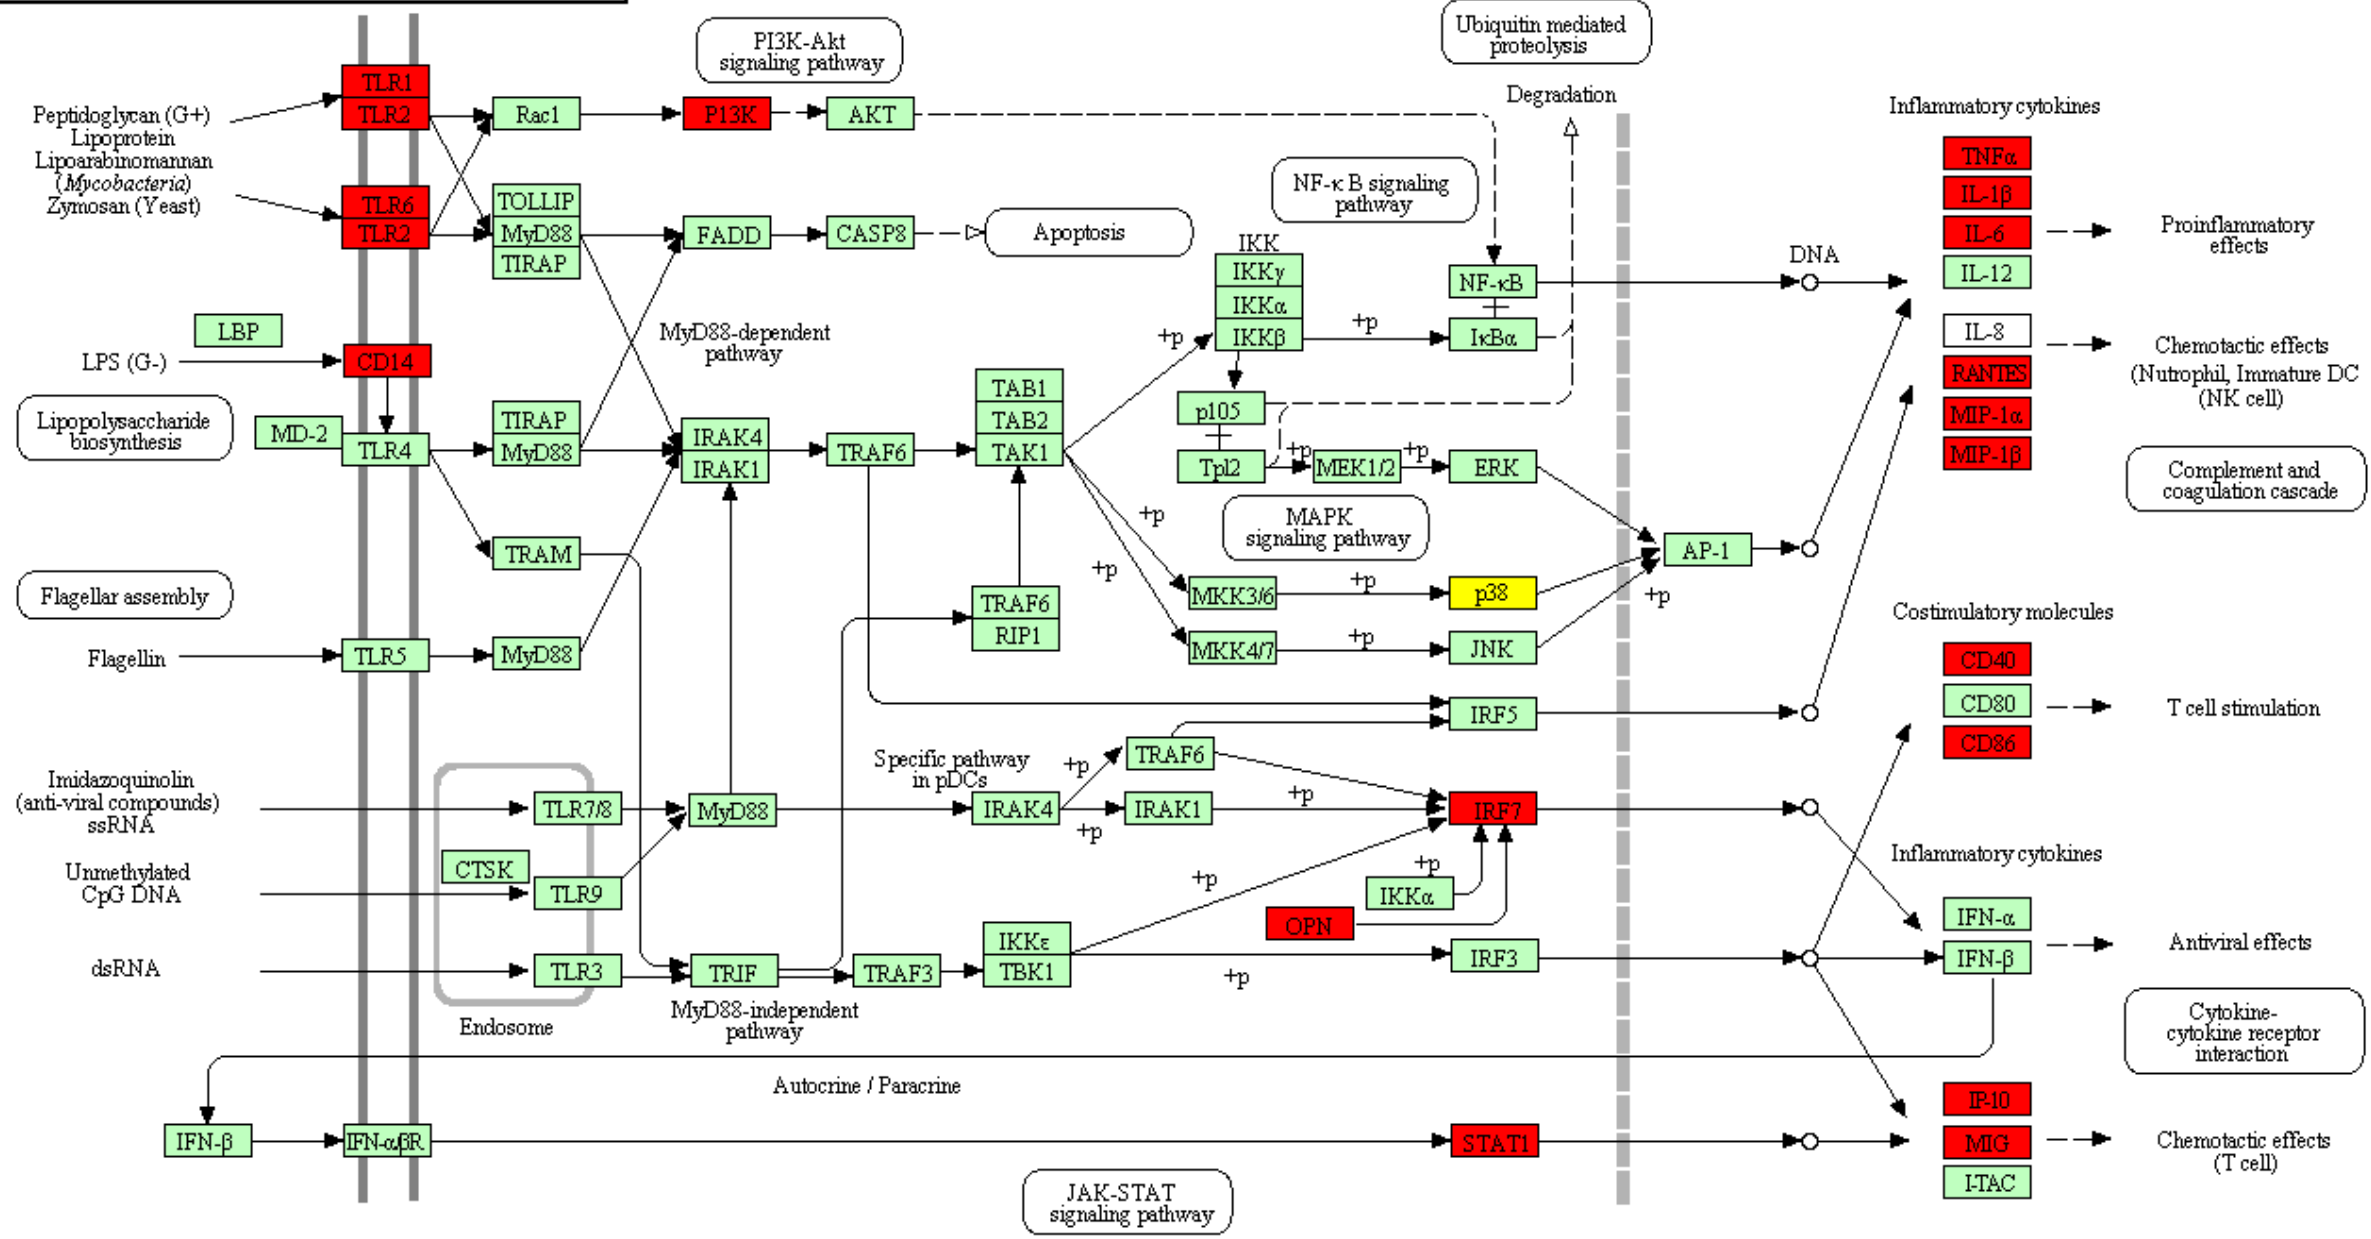 PI3K-Akt
signaling pathway
Ubiquitin mediated
proteolysis
Degradation
Inflammatory cytokines
TLR1
TLR2
Peptidoglycan (G+)
Lipoprotein
Lipoarabinomannan
(Mycobacteria)
Zymosan (Yeast)
Rac1
P13K
AKT
TNFα
IL-1β
IL-6
IL-12
Proinflammatory
effects
TLR6
TLR2
TOLLIP
MyD88
TIRAP
FADD
CASP8
Apoptosis
NF-κ B signaling
pathway
IKK
IKKγ
IKKα
IKKβ
NF-κB
IκBα
DNA
+p
+p
LBP
LPS (G-)
CD14
MyD88-dependent
pathway
IL-8
RANTES
MIP-1α
MIP-1β
Chemotactic effects
(Nutrophil, Immature DC
(NK cell)
Lipopolysaccharide
biosynthesis
MD-2
TLR4
TIRAP
MyD88
IRAK4
IRAK1
TRAF6
TAB1
TAB2
TAK1
p105
Tpl2
+p
MEK1/2
+p
ERK
Complement and
coagulation cascade
MAPK
signaling pathway
+p
TRAM
AP-1
Flagellar assembly
+p
TRAF6
RIP1
MKK3/6
+p
p38
+p
MKK4/7
+p
JNK
Costimulatory molecules
CD40
CD80
CD86
T cell stimulation
Flagellin
TLR5
MyD88
IRF5
Specific pathway
in pDCs
+p
TRAF6
Imidazoquinolin
(anti-viral compounds)
ssRNA
TLR7/8
MyD88
IRAK4
+p
IRAK1
+p
IRF7
Inflammatory cytokines
Unmethylated
CpG DNA
CTSK
TLR9
+p
+p
IKKα
OPN
IFN-α
IFN-β
Antiviral effects
dsRNA
TLR3
TRIF
TRAF3
IKKε
TBK1
+p
IRF3
Endosome
MyD88-independent
pathway
Cytokine-
cytokine receptor
interaction
Autocrine / Paracrine
IP-10
MIG
I-TAC
Chemotactic effects
(T cell)
IFN-β
IFN-α/βR
STAT1
JAK-STAT
signaling pathway